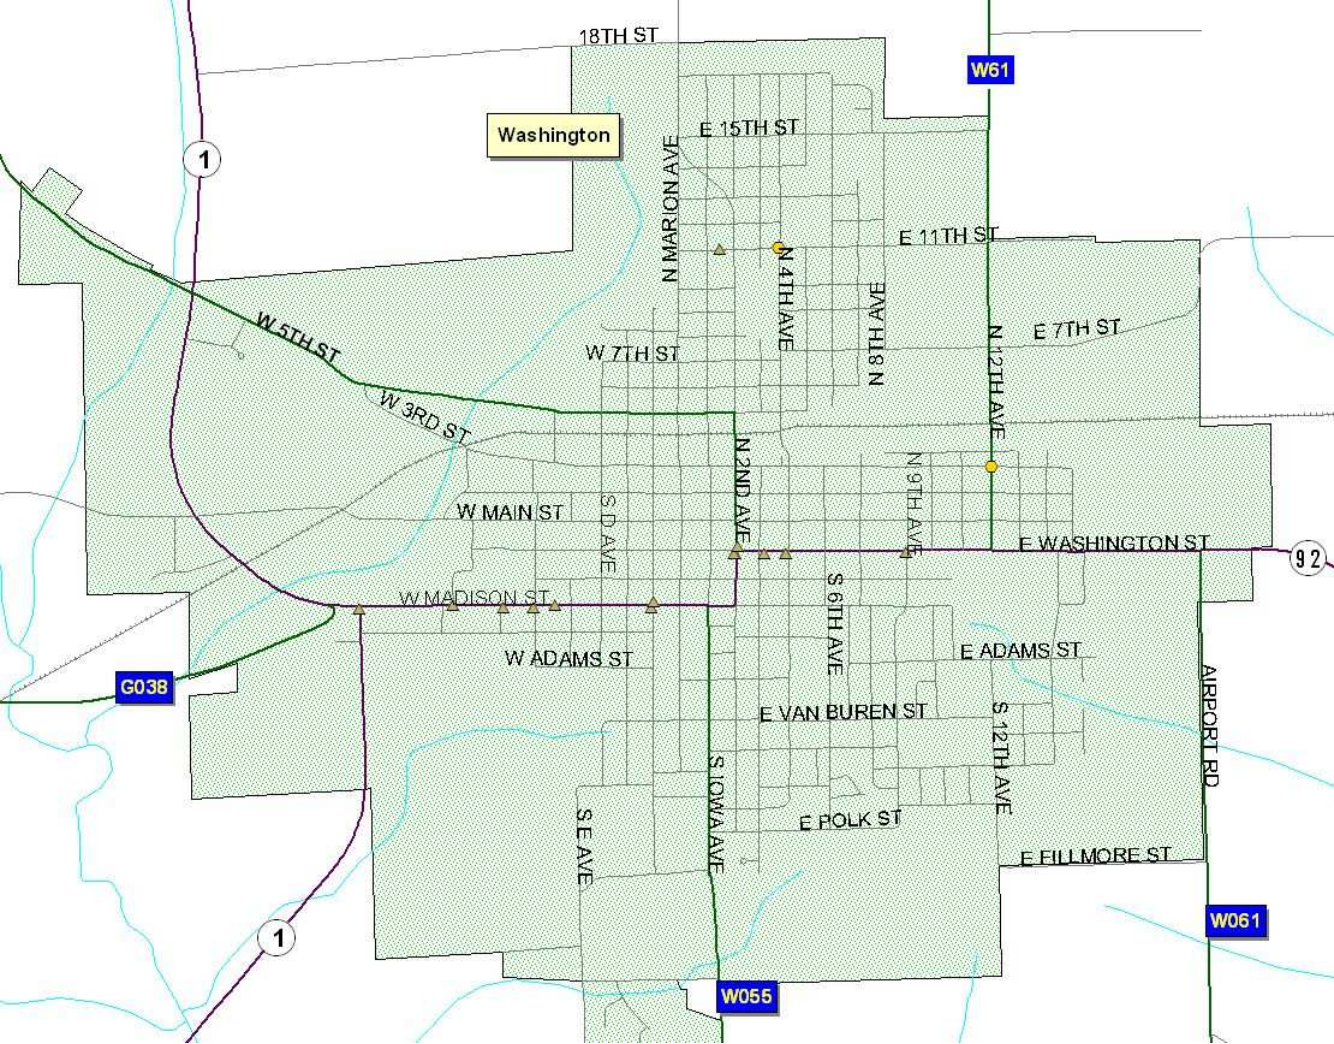 18TH ST
W61
E 15TH ST
Washington
1
N MARION AVE
E 11TH ST
N 4TH AVE
N 8TH AVE
W 5TH ST
E 7TH ST
W 7TH ST
N 12TH AVE
W 3RD ST
N 2ND AVE
N 9TH AVE
S D AVE
W MAIN ST
E WASHINGTON ST
92
W MADISON ST
S 6TH AVE
E ADAMS ST
W ADAMS ST
G038
AIRPORT RD
E VAN BUREN ST
S 12TH AVE
S IOWA AVE
S E AVE
E POLK ST
E FILLMORE ST
W061
1
W055